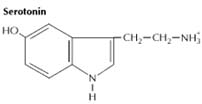 Serotonin
HO
CH₂–CH₂–NH₃⁺
N
H